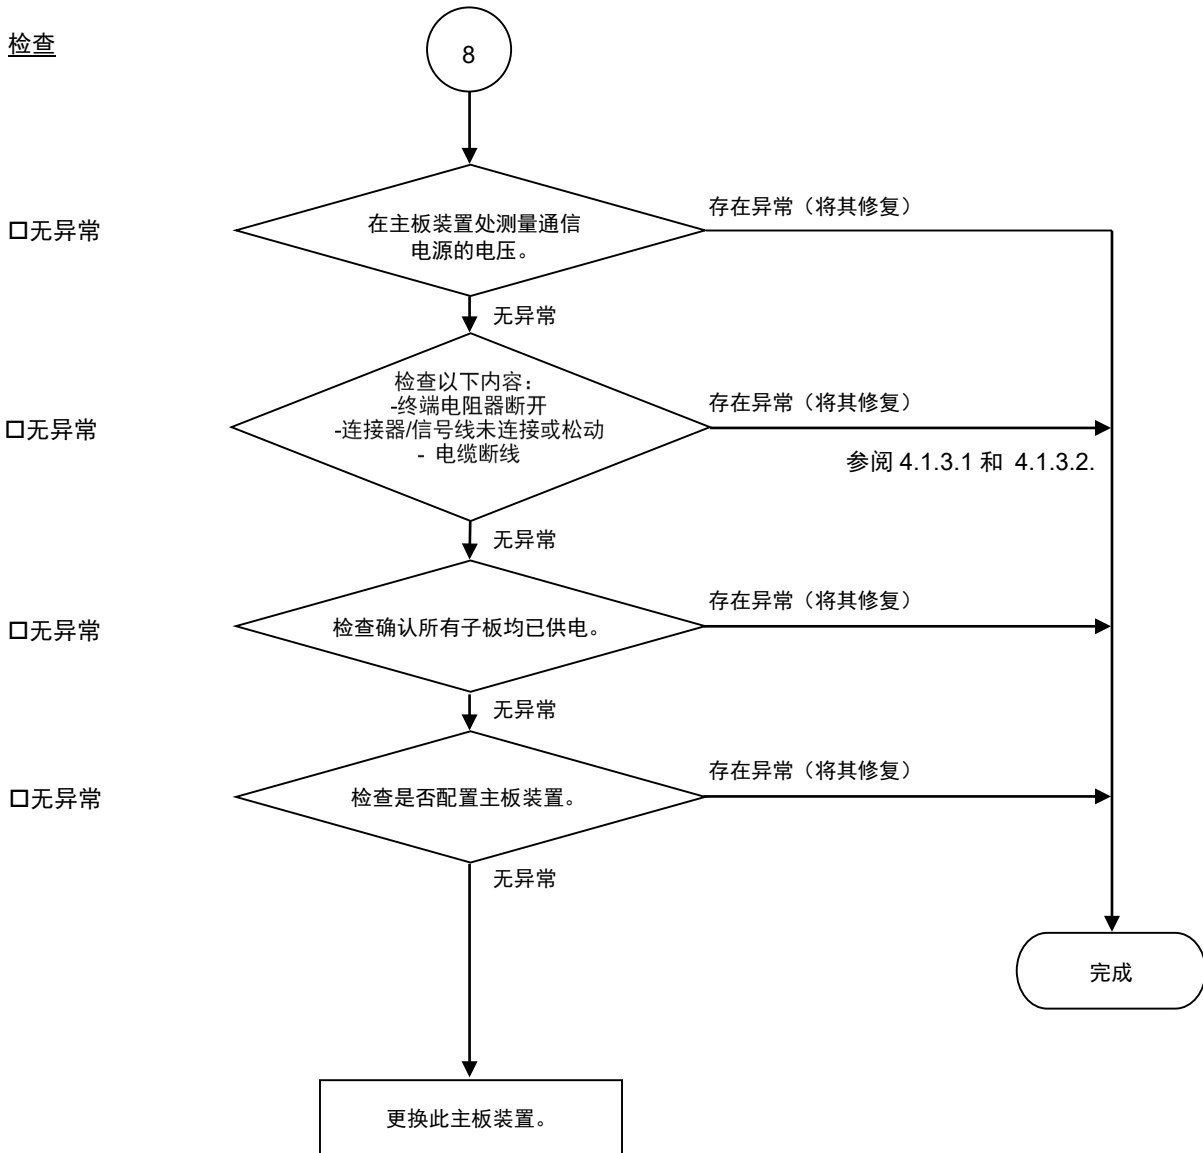 检查
8
在主板装置处测量通信
电源的电压。
存在异常（将其修复）
□无异常
无异常
检查以下内容：
-终端电阻器断开
-连接器/信号线未连接或松动
- 电缆断线
存在异常（将其修复）
□无异常
参阅 4.1.3.1 和 4.1.3.2.
无异常
存在异常（将其修复）
检查确认所有子板均已供电。
□无异常
无异常
存在异常（将其修复）
检查是否配置主板装置。
□无异常
无异常
完成
更换此主板装置。